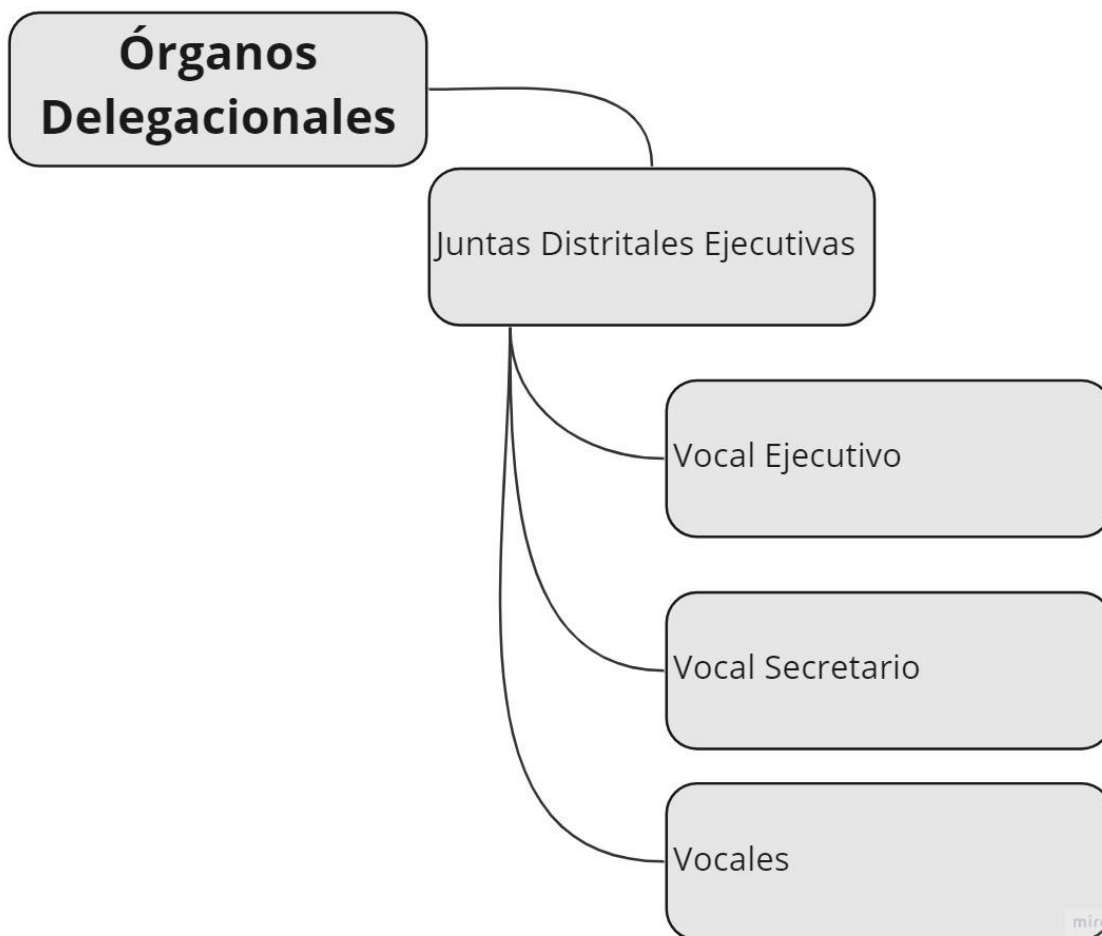 Órganos
Delegacionales
Juntas Distritales Ejecutivas
Vocal Ejecutivo
Vocal Secretario
Vocales